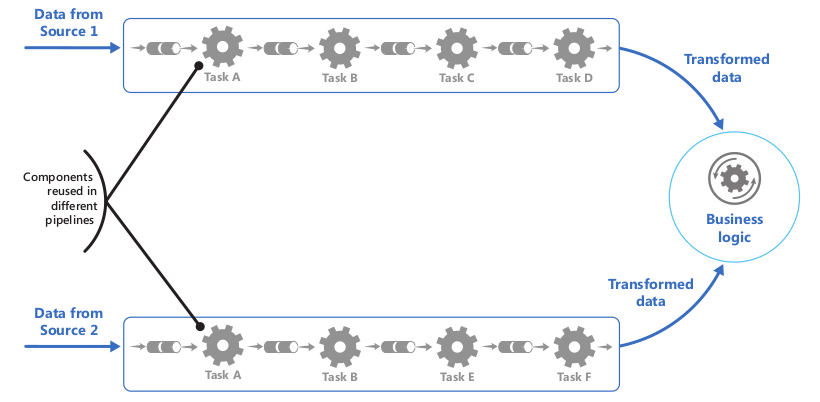 Data from
Source 1
Task A
Task B
Task C
Task D
Transformed
data
Components
reused in
different
pipelines
Business
logic
Transformed
data
Data from
Source 2
Task A
Task B
Task E
Task F